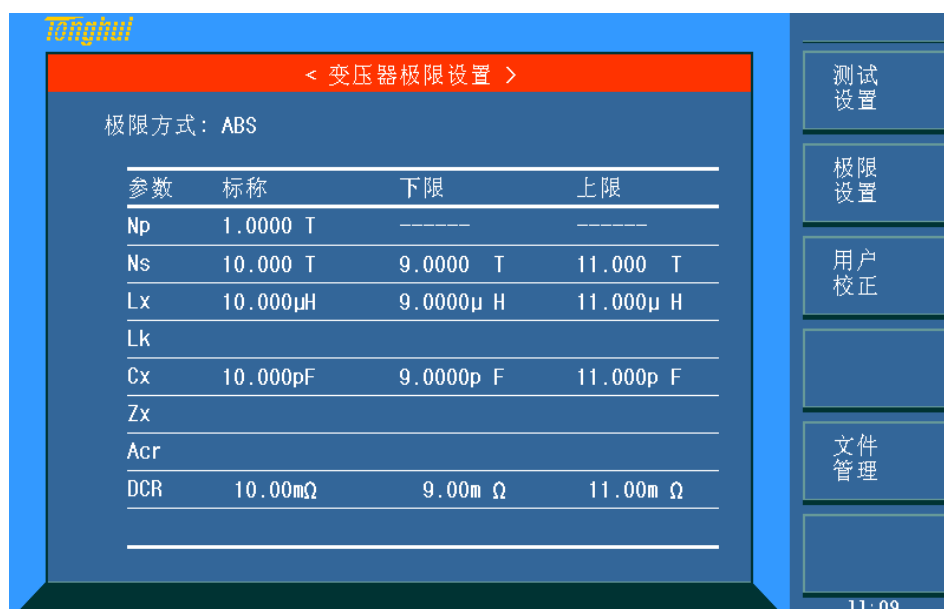 Tonghui
< 变压器极限设置 >
极限方式: ABS
参数 标称 下限 上限
Np 1.0000 T ------ ------
Ns 10.000 T 9.0000 T 11.000 T
Lx 10.000μH 9.0000μ H 11.000μ H
Lk
Cx 10.000pF 9.0000p F 11.000p F
Zx
Acr
DCR 10.00mΩ 9.00m Ω 11.00m Ω
测试
设置
极限
设置
用户
校正
文件
管理
11:09